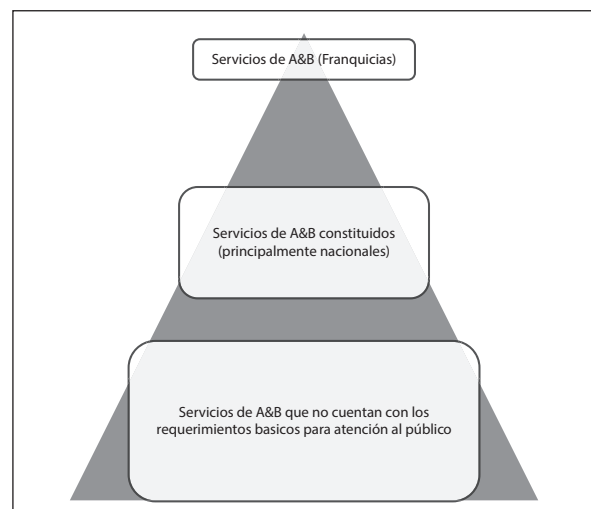 Servicios de A&B (Franquicias)
Servicios de A&B constituidos
(principalmente nacionales)
Servicios de A&B que no cuentan con los
requerimientos basicos para atención al público